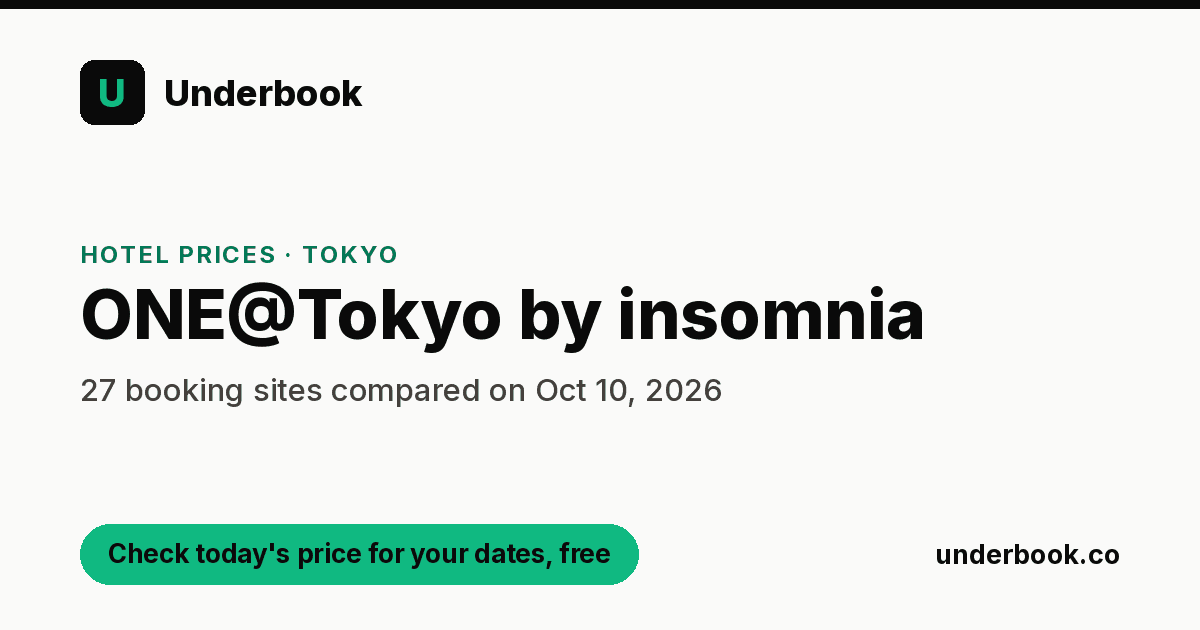 U
Underbook
HOTEL PRICES · TOKYO
ONE@Tokyo by insomnia
27 booking sites compared on Oct 10, 2026
Check today's price for your dates, free
underbook.co